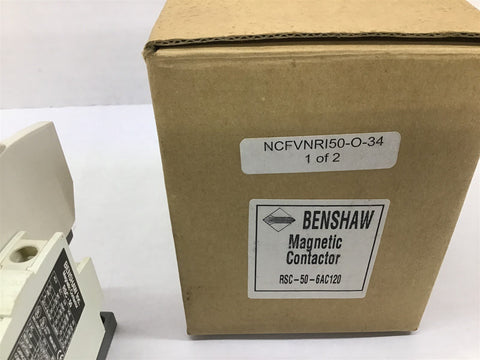 NCFVNRI50-O-34
1 of 2
BENSHAW
Magnetic
Contactor
RSC-50-6AC120